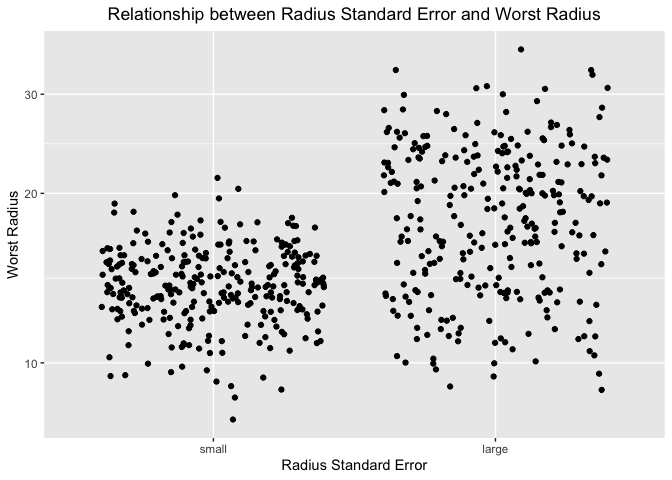 Relationship between Radius Standard Error and Worst Radius
Worst Radius
30
20
10
small large
Radius Standard Error